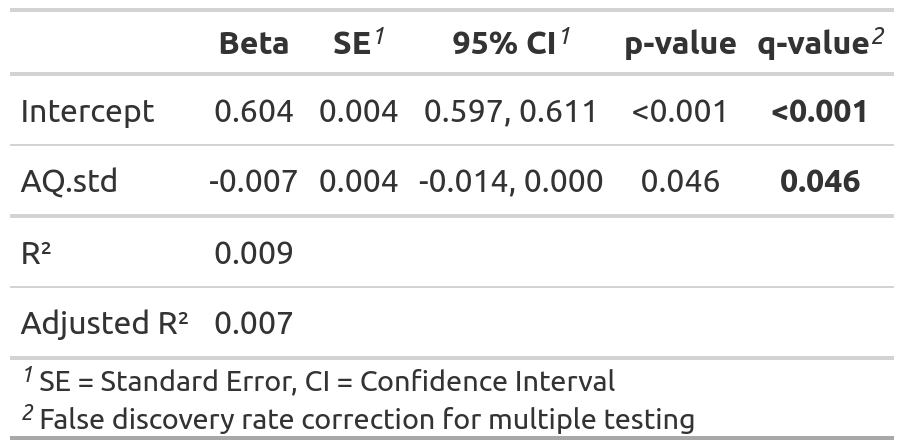 Beta SE¹ 95% CI¹ p-value q-value²
Intercept 0.604 0.004 0.597, 0.611 <0.001 <0.001
AQ.std -0.007 0.004 -0.014, 0.000 0.046 0.046
R² 0.009
Adjusted R² 0.007
¹ SE = Standard Error, CI = Confidence Interval
² False discovery rate correction for multiple testing